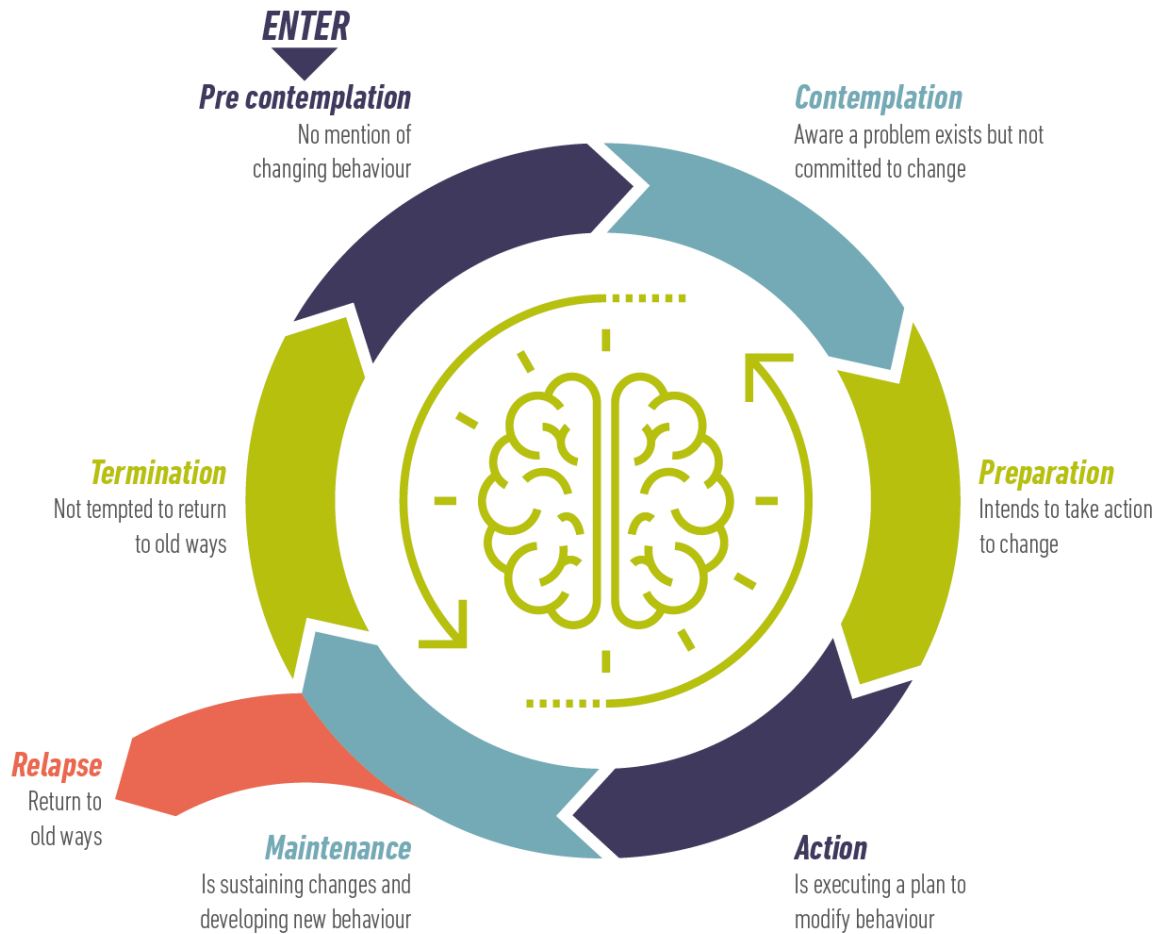 ENTER
Pre contemplation
No mention of
changing behaviour
Contemplation
Aware a problem exists but not
committed to change
Preparation
Intends to take action
to change
Action
Is executing a plan to
modify behaviour
Maintenance
Is sustaining changes and
developing new behaviour
Relapse
Return to
old ways
Termination
Not tempted to return
to old ways